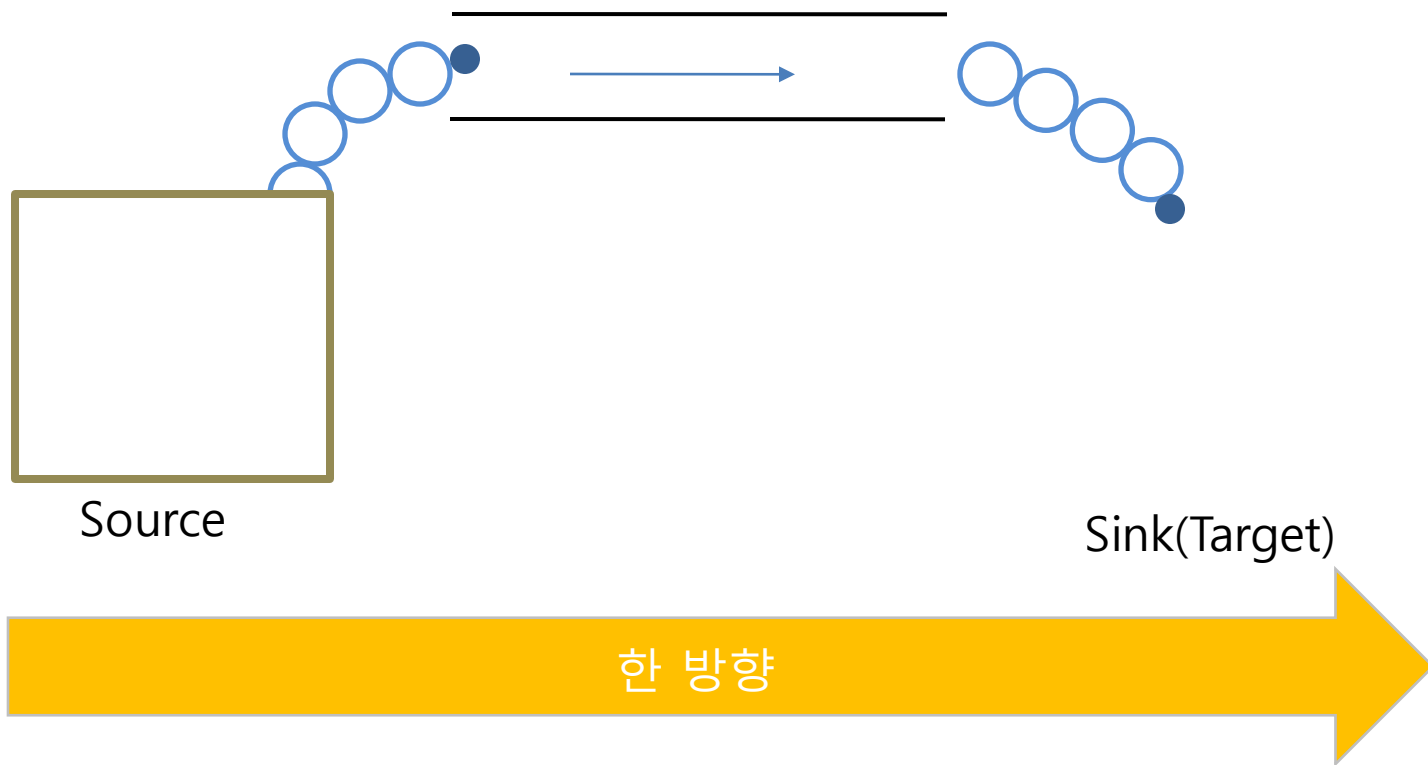 Source
Sink(Target)
한 방향